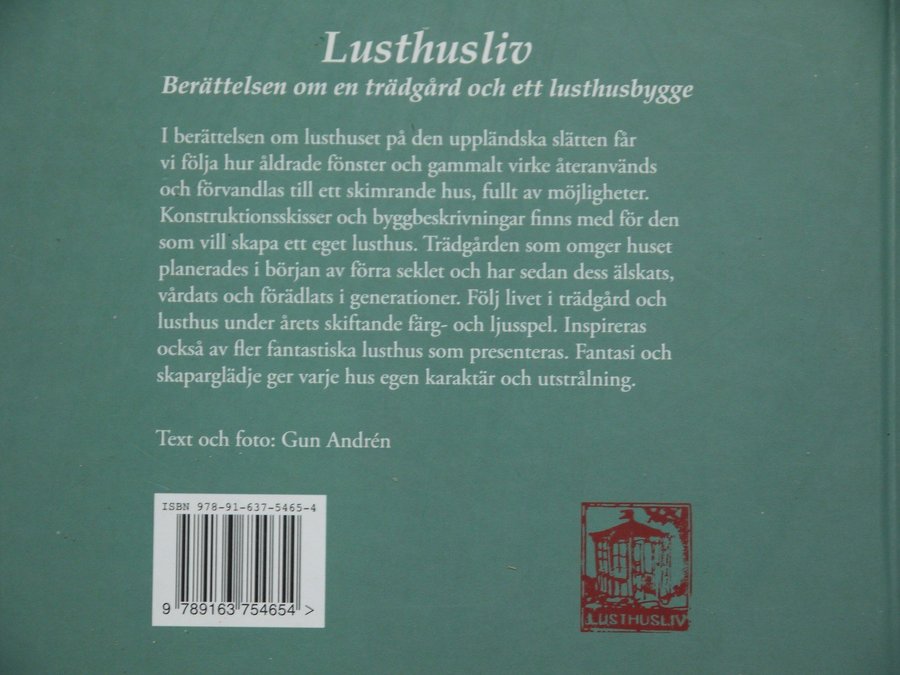 Lusthusliv
Berättelsen om en trädgård och ett lusthusbygge
I berättelsen om lusthuset på den uppländska slätten får
vi följa hur åldrade fönster och gammalt virke återanvänds
och förvandlas till ett skimrande hus, fullt av möjligheter.
Konstruktionsskisser och byggbeskrivningar finns med för den
som vill skapa ett eget lusthus. Trädgården som omger huset
planerades i början av förra seklet och har sedan dess älskats,
vårdats och förädlats i generationer. Följ livet i trädgård och
lusthus under årets skiftande färg- och ljusspel. Inspireras
också av fler fantastiska lusthus som presenteras. Fantasi och
skaparglädje ger varje hus egen karaktär och utstrålning.
Text och foto: Gun Andrén
ISBN 978-91-637-5465-4
9 789163 754654 >
LUSTHUSLIV